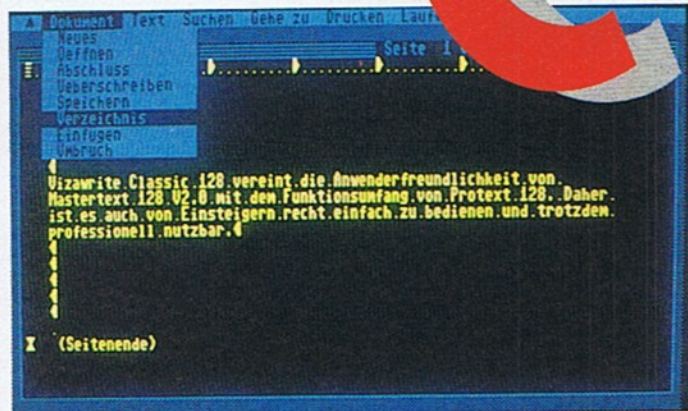 Dokument Text Suchen Gehe zu Drucken Lauf
Neues
Oeffnen
Abschluss
Ueberschreiben
Speichern
Verzeichnis
Einfugen
Umbruch
Seite 1
Vizawrite.Classic.128.vereint.die.Anwenderfreundlichkeit.von.
Mastertext.128.V2.0.mit.dem.Funktionsumfang.von.Protext.128..Daher.
ist.es.auch.von.Einsteigern.recht.einfach.zu.bedienen.und.trotzdem.
professionell.nutzbar.
(Seitenende)